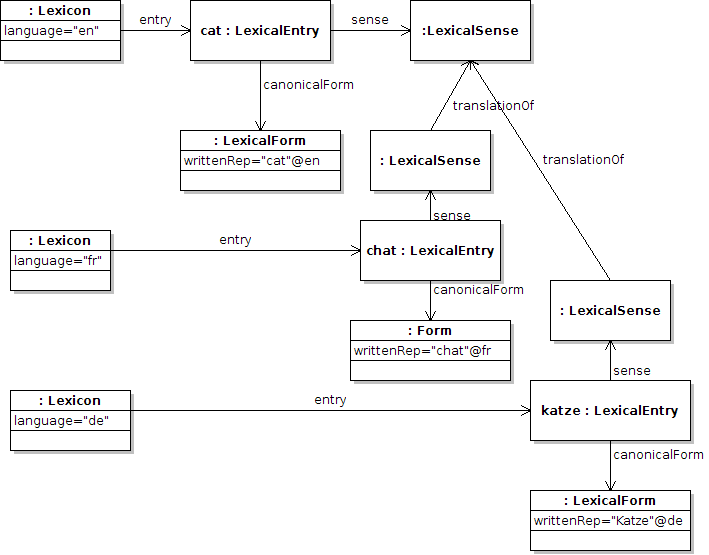 : Lexicon
language="en"
entry
cat : LexicalEntry
sense
:LexicalSense
canonicalForm
translationOf
: LexicalForm
writtenRep="cat"@en
: LexicalSense
translationOf
sense
: Lexicon
language="fr"
entry
chat : LexicalEntry
canonicalForm
: LexicalSense
: Form
writtenRep="chat"@fr
sense
: Lexicon
language="de"
entry
katze : LexicalEntry
canonicalForm
: LexicalForm
writtenRep="Katze"@de